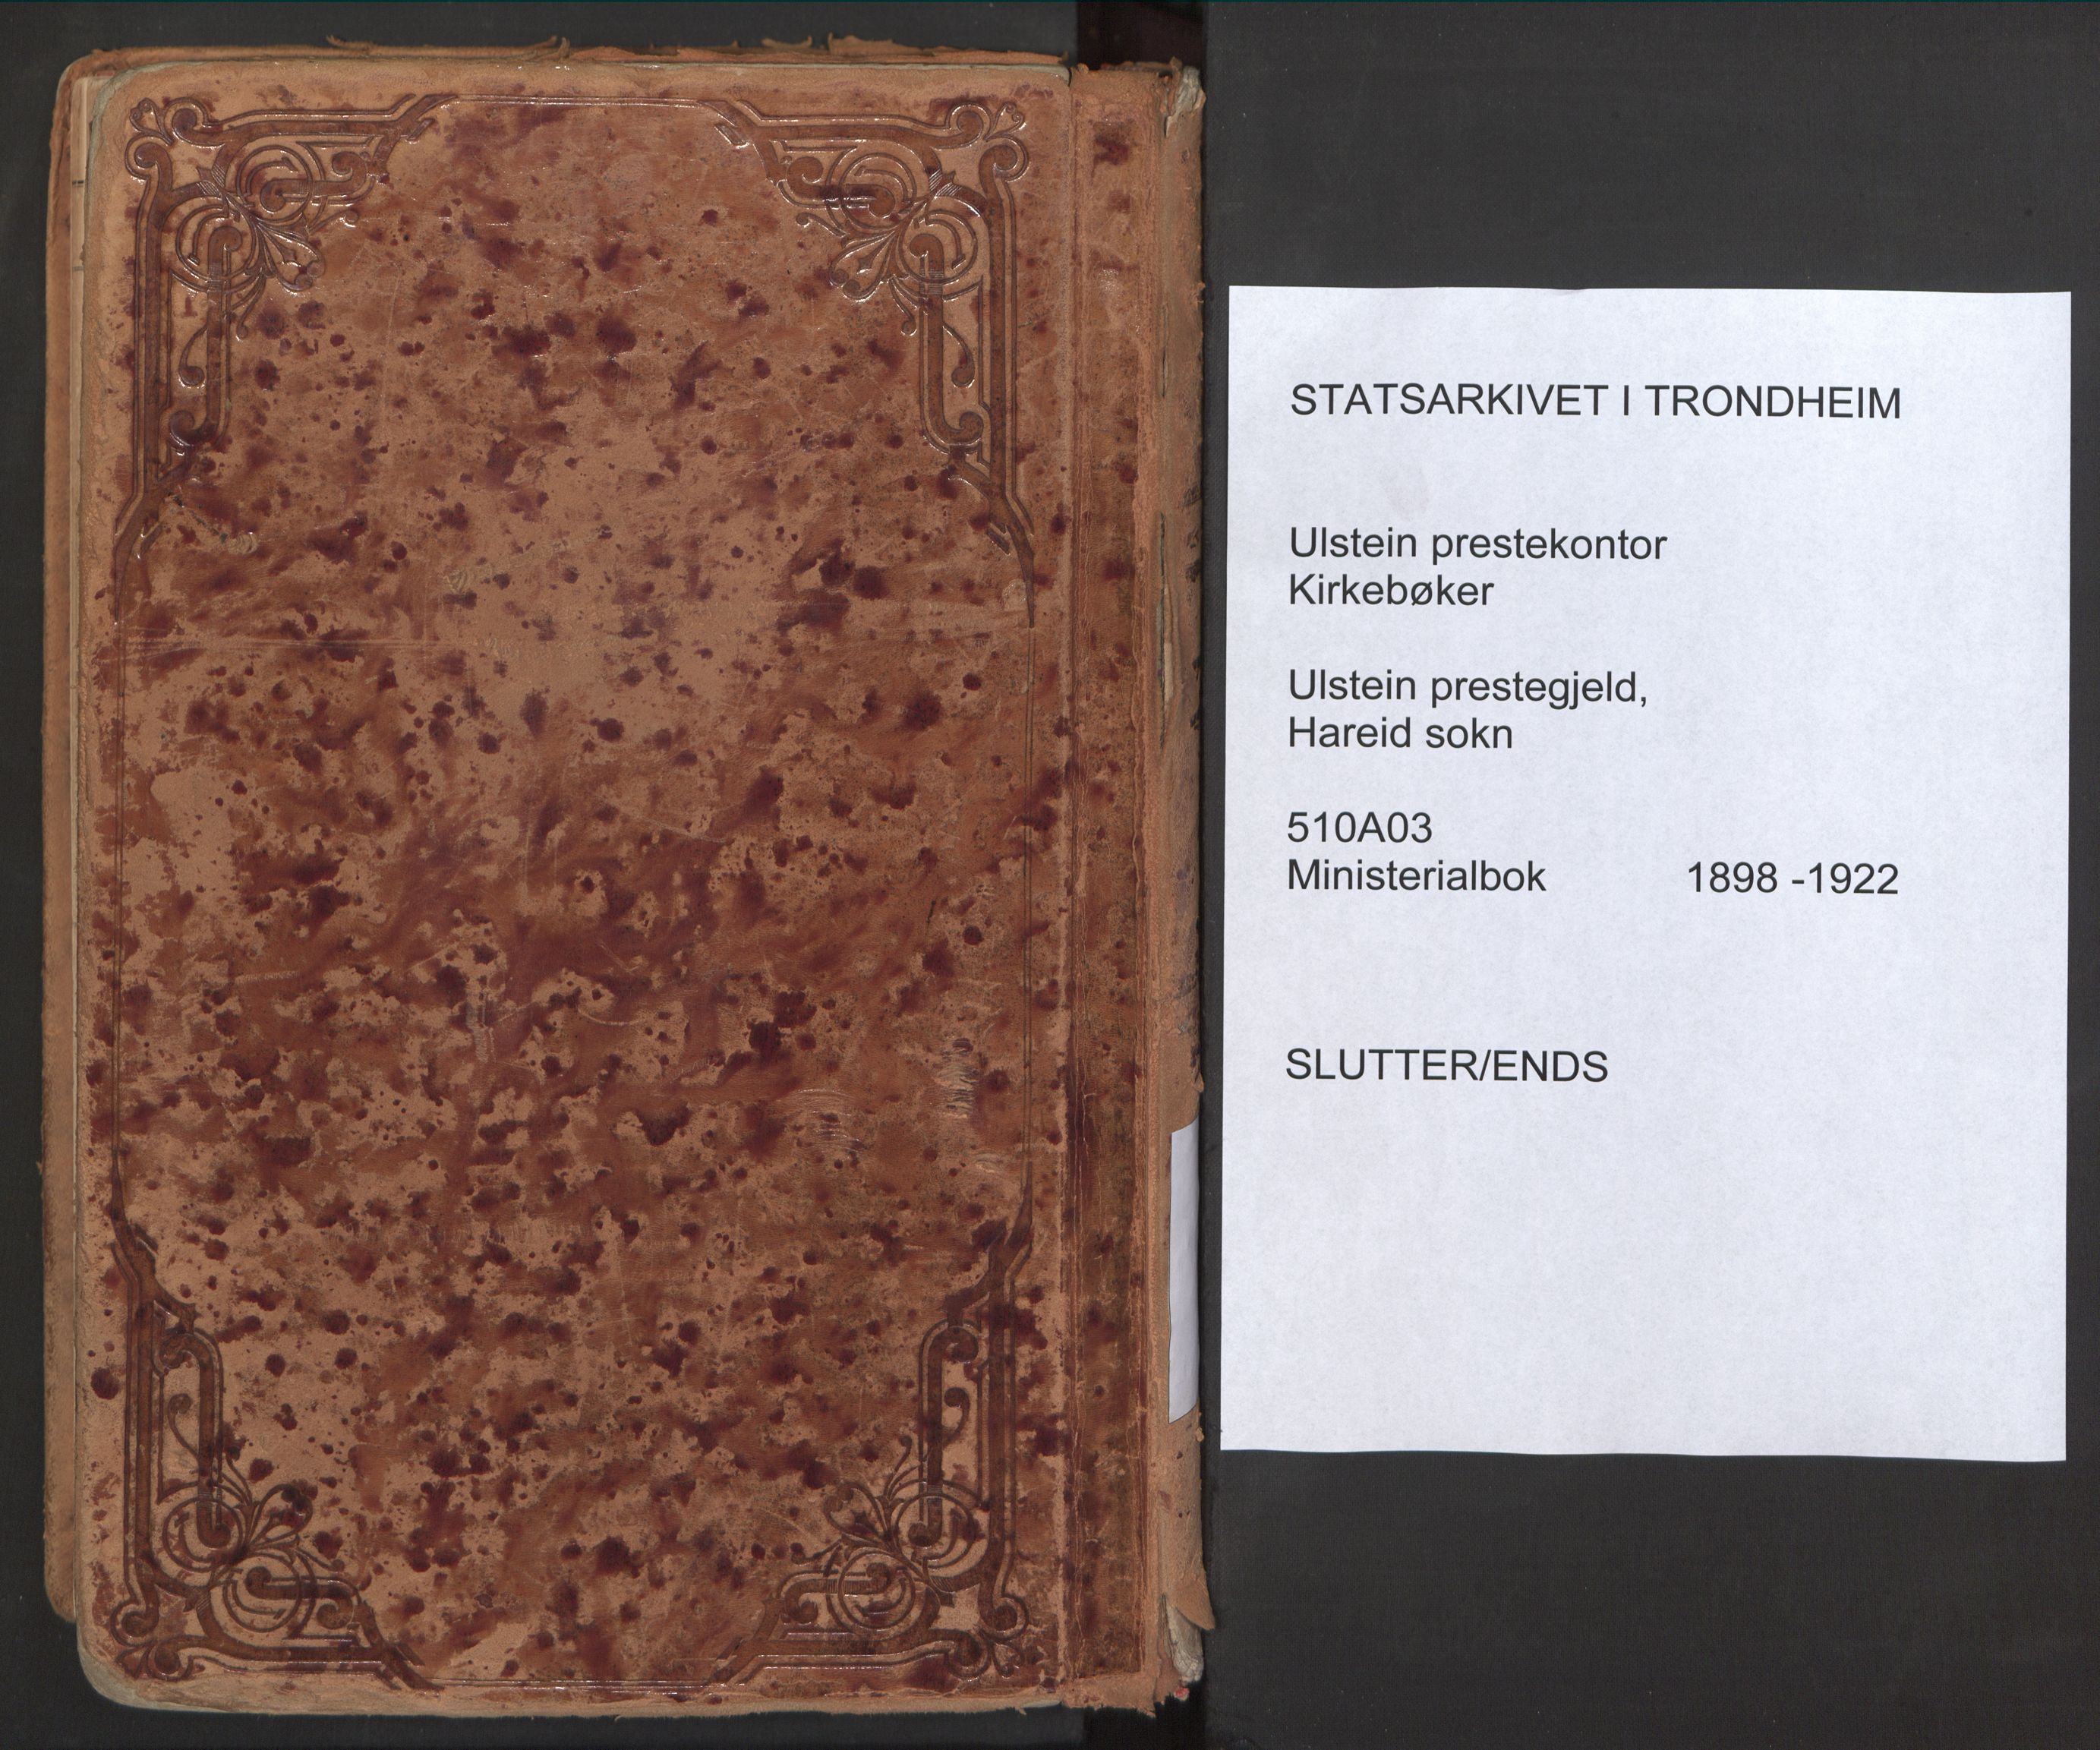 STATSARKIVET I TRONDHEIM
Ulstein prestekontor
Kirkebøker
Ulstein prestegjeld,
Hareid sokn
510A03
Ministerialbok 1898 -1922
SLUTTER/ENDS